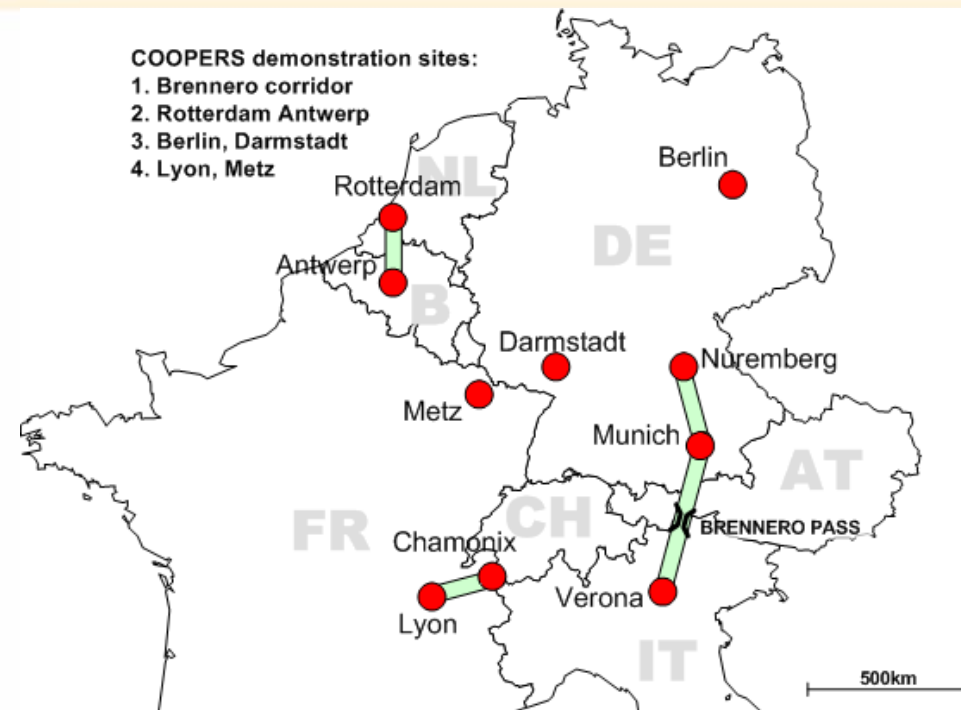 COOPERS demonstration sites:
1. Brennero corridor
2. Rotterdam Antwerp
3. Berlin, Darmstadt
4. Lyon, Metz
NL
Berlin
Rotterdam
DE
Antwerp
B
Darmstadt
Nuremberg
Metz
Munich
AT
CH
FR
BRENNERO PASS
Chamonix
Verona
Lyon
IT
500km